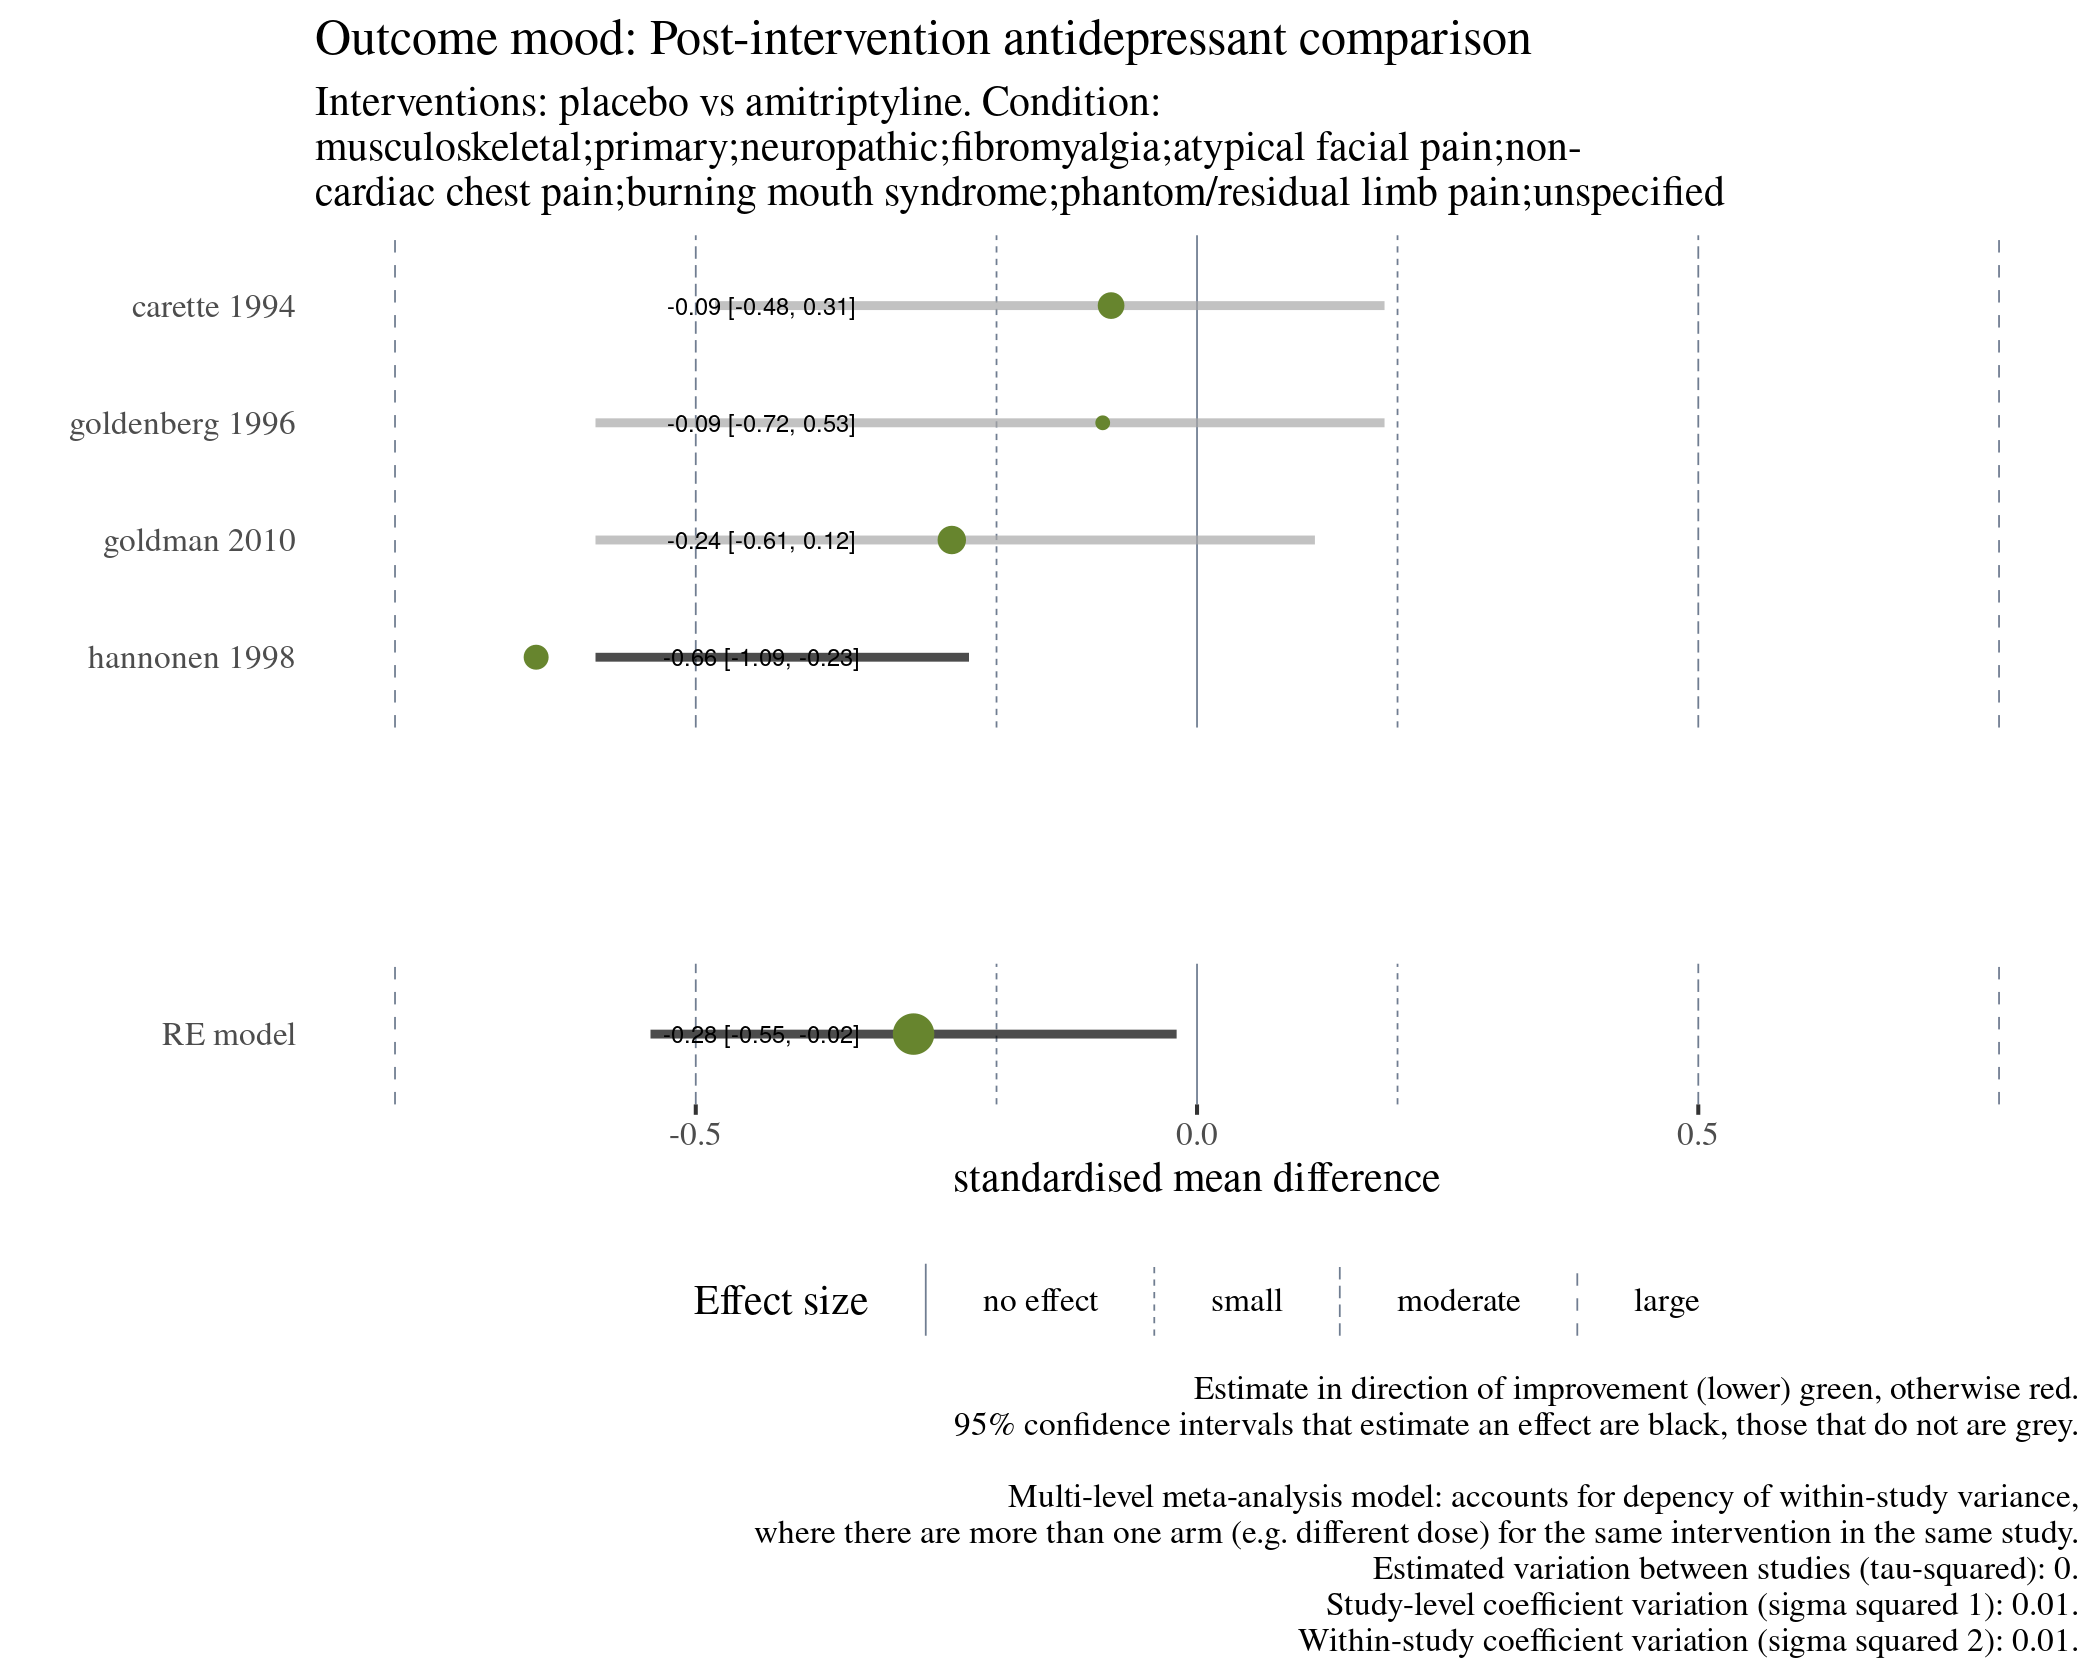 Outcome mood: Post-intervention antidepressant comparison
Interventions: placebo vs amitriptyline. Condition:
musculoskeletal;primary;neuropathic;fibromyalgia;atypical facial pain;non-
cardiac chest pain;burning mouth syndrome;phantom/residual limb pain;unspecified
carette 1994 -0.09 [-0.48, 0.31]
goldenberg 1996 -0.09 [-0.72, 0.53]
goldman 2010 -0.24 [-0.61, 0.12]
hannonen 1998 -0.66 [-1.09, -0.23]
RE model -0.28 [-0.55, -0.02]
-0.5 0.0 0.5
standardised mean difference
Effect size no effect small moderate large
Estimate in direction of improvement (lower) green, otherwise red.
95% confidence intervals that estimate an effect are black, those that do not are grey.
Multi-level meta-analysis model: accounts for depency of within-study variance,
where there are more than one arm (e.g. different dose) for the same intervention in the same study.
Estimated variation between studies (tau-squared): 0.
Study-level coefficient variation (sigma squared 1): 0.01.
Within-study coefficient variation (sigma squared 2): 0.01.